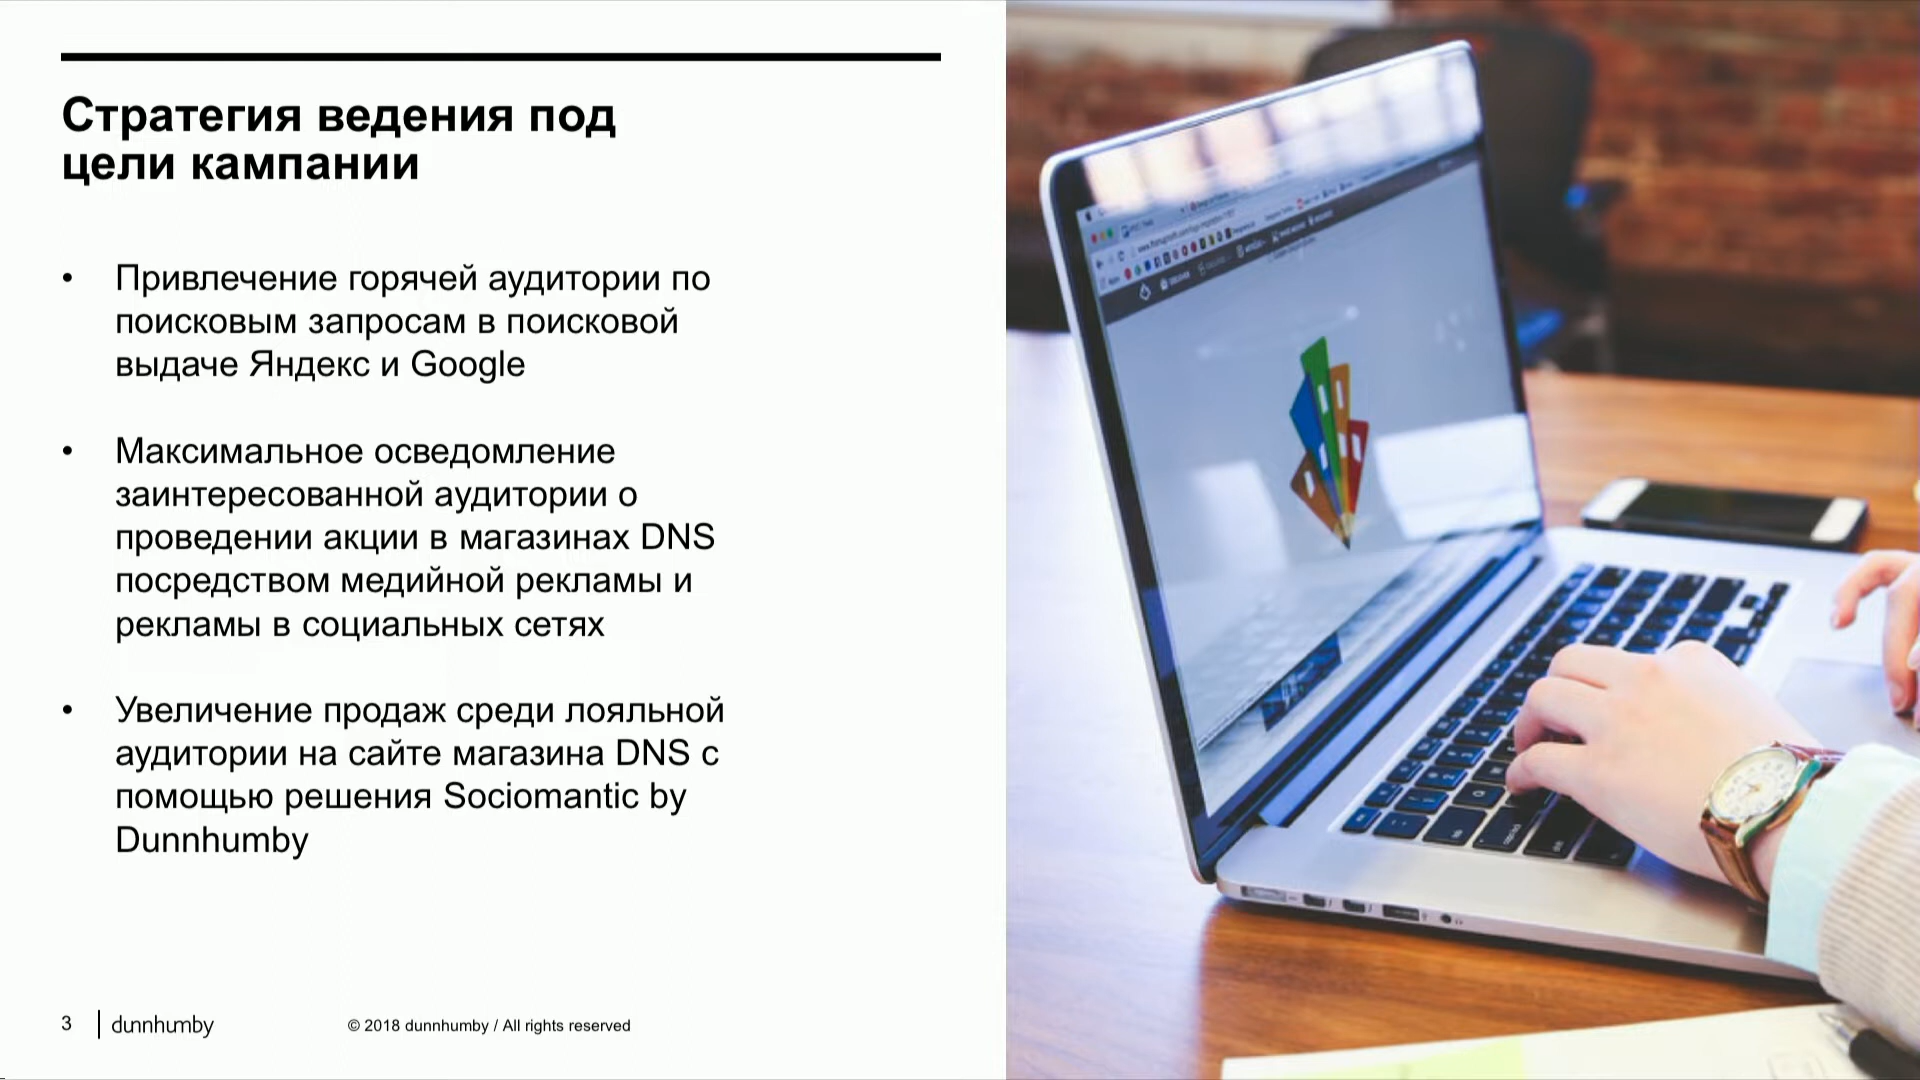 Стратегия ведения под
цели кампании
• Привлечение горячей аудитории по
поисковым запросам в поисковой
выдаче Яндекс и Google
• Максимальное осведомление
заинтересованной аудитории о
проведении акции в магазинах DNS
посредством медийной рекламы и
рекламы в социальных сетях
• Увеличение продаж среди лояльной
аудитории на сайте магазина DNS с
помощью решения Sociomantic by
Dunnhumby
3 dunnhumby © 2018 dunnhumby / All rights reserved